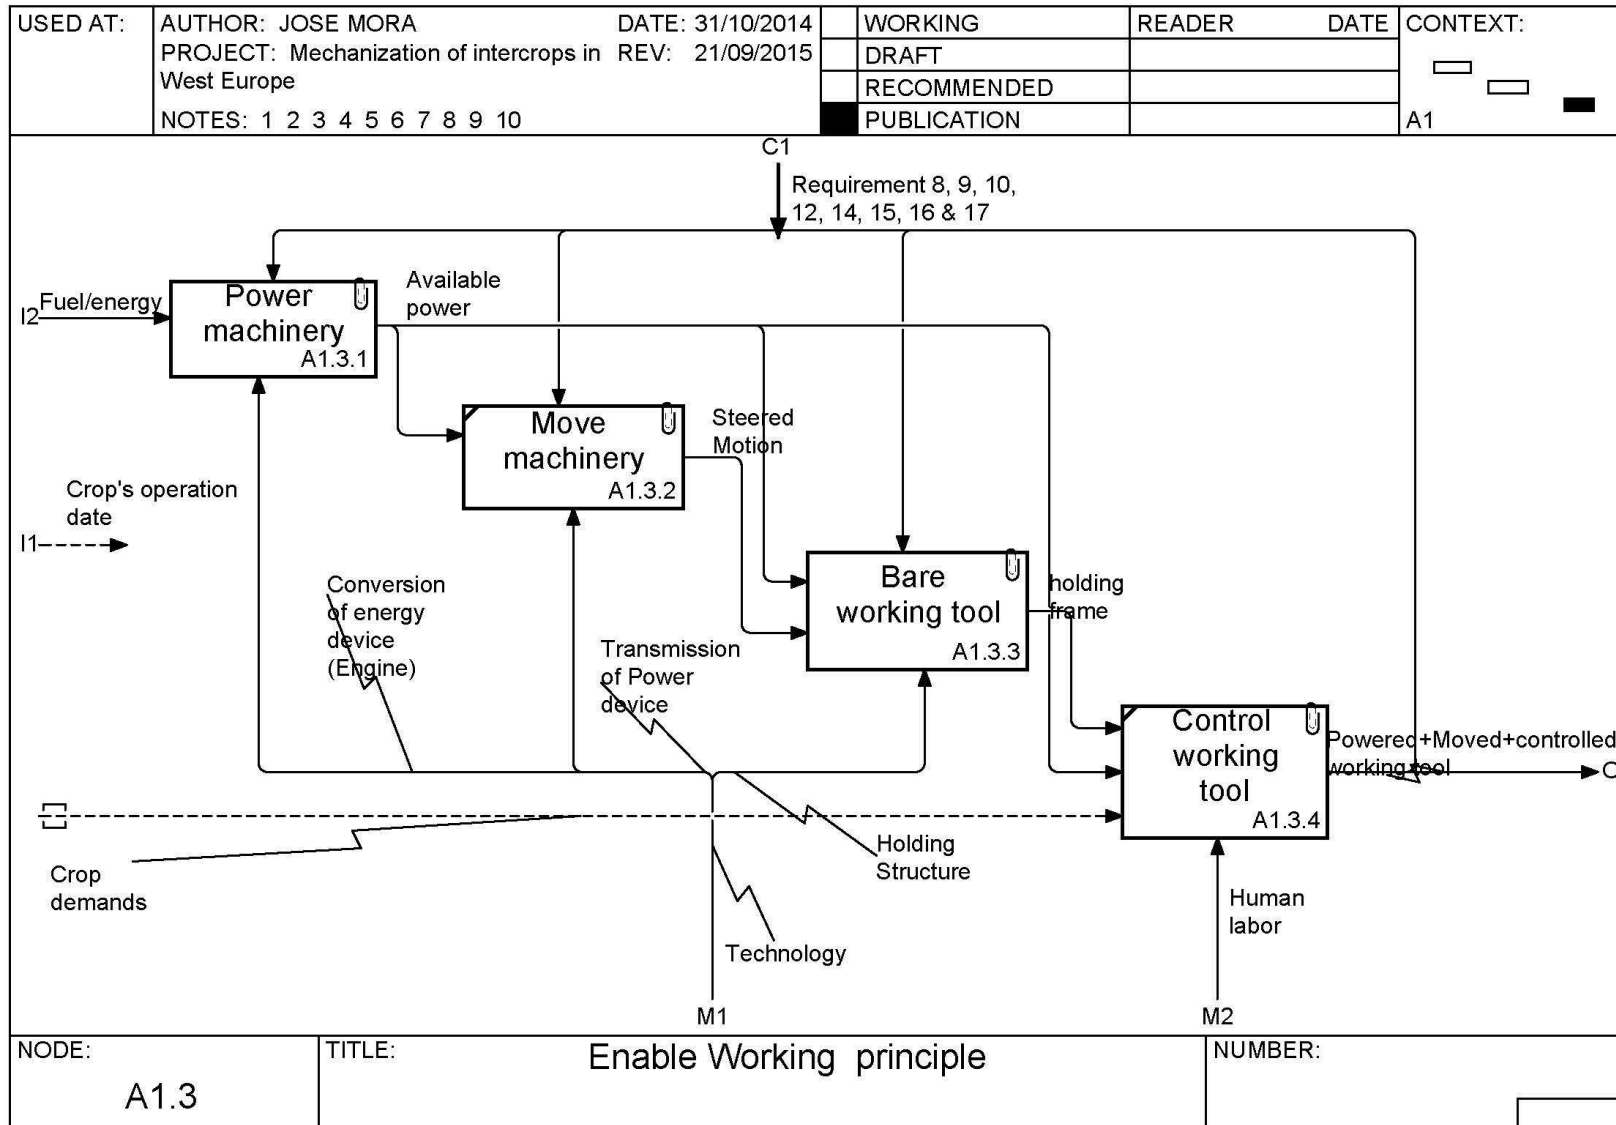 USED AT:
AUTHOR: JOSE MORA
DATE: 31/10/2014
PROJECT: Mechanization of intercrops in
REV: 21/09/2015
West Europe
NOTES: 1 2 3 4 5 6 7 8 9 10
WORKING
DRAFT
RECOMMENDED
PUBLICATION
READER
DATE
CONTEXT:
A1
C1
Requirement 8, 9, 10,
12, 14, 15, 16 & 17
I2
Fuel/energy
Power
machinery
A1.3.1
Available
power
Move
machinery
A1.3.2
Steered
Motion
Crop's operation
date
I1
Bare
working tool
A1.3.3
holding
frame
Conversion
of energy
device
(Engine)
Transmission
of Power
device
Control
working
tool
A1.3.4
Powered+Moved+controlled
working tool
O
Crop
demands
Holding
Structure
Human
labor
Technology
M1
M2
NODE:
A1.3
TITLE:
Enable Working principle
NUMBER: